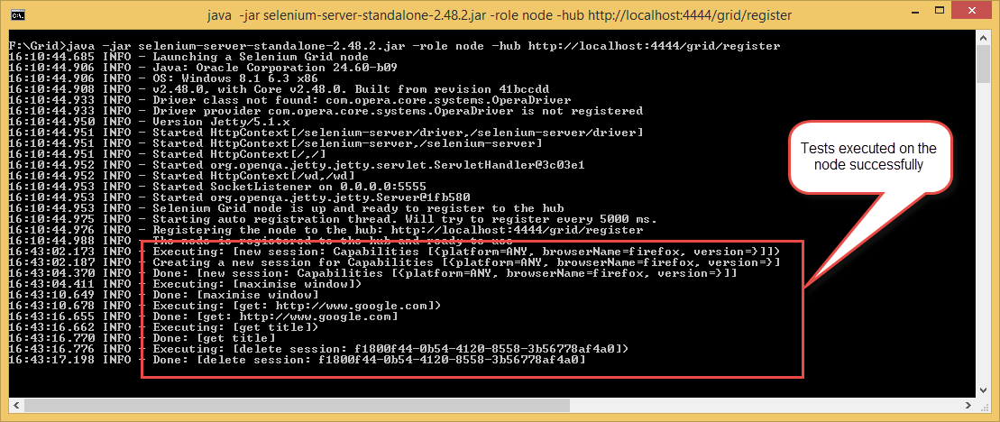 java -jar selenium-server-standalone-2.48.2.jar -role node -hub http://localhost:4444/grid/register
F:\Grid>java -jar selenium-server-standalone-2.48.2.jar -role node -hub http://localhost:4444/grid/register
16:10:44.685 INFO - Launching a Selenium Grid node
16:10:44.906 INFO - Java: Oracle Corporation 24.60-b09
16:10:44.906 INFO - OS: Windows 8.1 6.3 x86
16:10:44.908 INFO - v2.48.0, with Core v2.48.0. Built from revision 41bccdd
16:10:44.933 INFO - Driver class not found: com.opera.core.systems.OperaDriver
16:10:44.933 INFO - Driver provider com.opera.core.systems.OperaDriver is not registered
16:10:44.950 INFO - Version Jetty/5.1.x
16:10:44.951 INFO - Started HttpContext[/selenium-server/driver,/selenium-server/driver]
16:10:44.951 INFO - Started HttpContext[/selenium-server,/selenium-server]
16:10:44.951 INFO - Started HttpContext[/,/]
16:10:44.952 INFO - Started org.openqa.jetty.jetty.servlet.ServletHandler@3c03e1
16:10:44.952 INFO - Started HttpContext[/wd,/wd]
16:10:44.953 INFO - Started SocketListener on 0.0.0.0:5555
16:10:44.953 INFO - Started org.openqa.jetty.jetty.Server@1fb580
16:10:44.953 INFO - Selenium Grid node is up and ready to register to the hub
16:10:44.975 INFO - Starting auto registration thread. Will try to register every 5000 ms.
16:10:44.976 INFO - Registering the node to the hub: http://localhost:4444/grid/register
16:10:44.988 INFO - The node is registered to the hub and ready to use
16:43:02.173 INFO - Executing: [new session: Capabilities [{platform=ANY, browserName=firefox, version=}]])
16:43:02.187 INFO - Creating a new session for Capabilities [{platform=ANY, browserName=firefox, version=}]
16:43:04.370 INFO - Done: [new session: Capabilities [{platform=ANY, browserName=firefox, version=}]]
16:43:04.411 INFO - Executing: [maximise window])
16:43:10.649 INFO - Done: [maximise window]
16:43:10.678 INFO - Executing: [get: http://www.google.com])
16:43:16.655 INFO - Done: [get: http://www.google.com]
16:43:16.662 INFO - Executing: [get title])
16:43:16.770 INFO - Done: [get title]
16:43:16.776 INFO - Executing: [delete session: f1800f44-0b54-4120-8558-3b56778af4a0])
16:43:17.198 INFO - Done: [delete session: f1800f44-0b54-4120-8558-3b56778af4a0]
Tests executed on the
node successfully